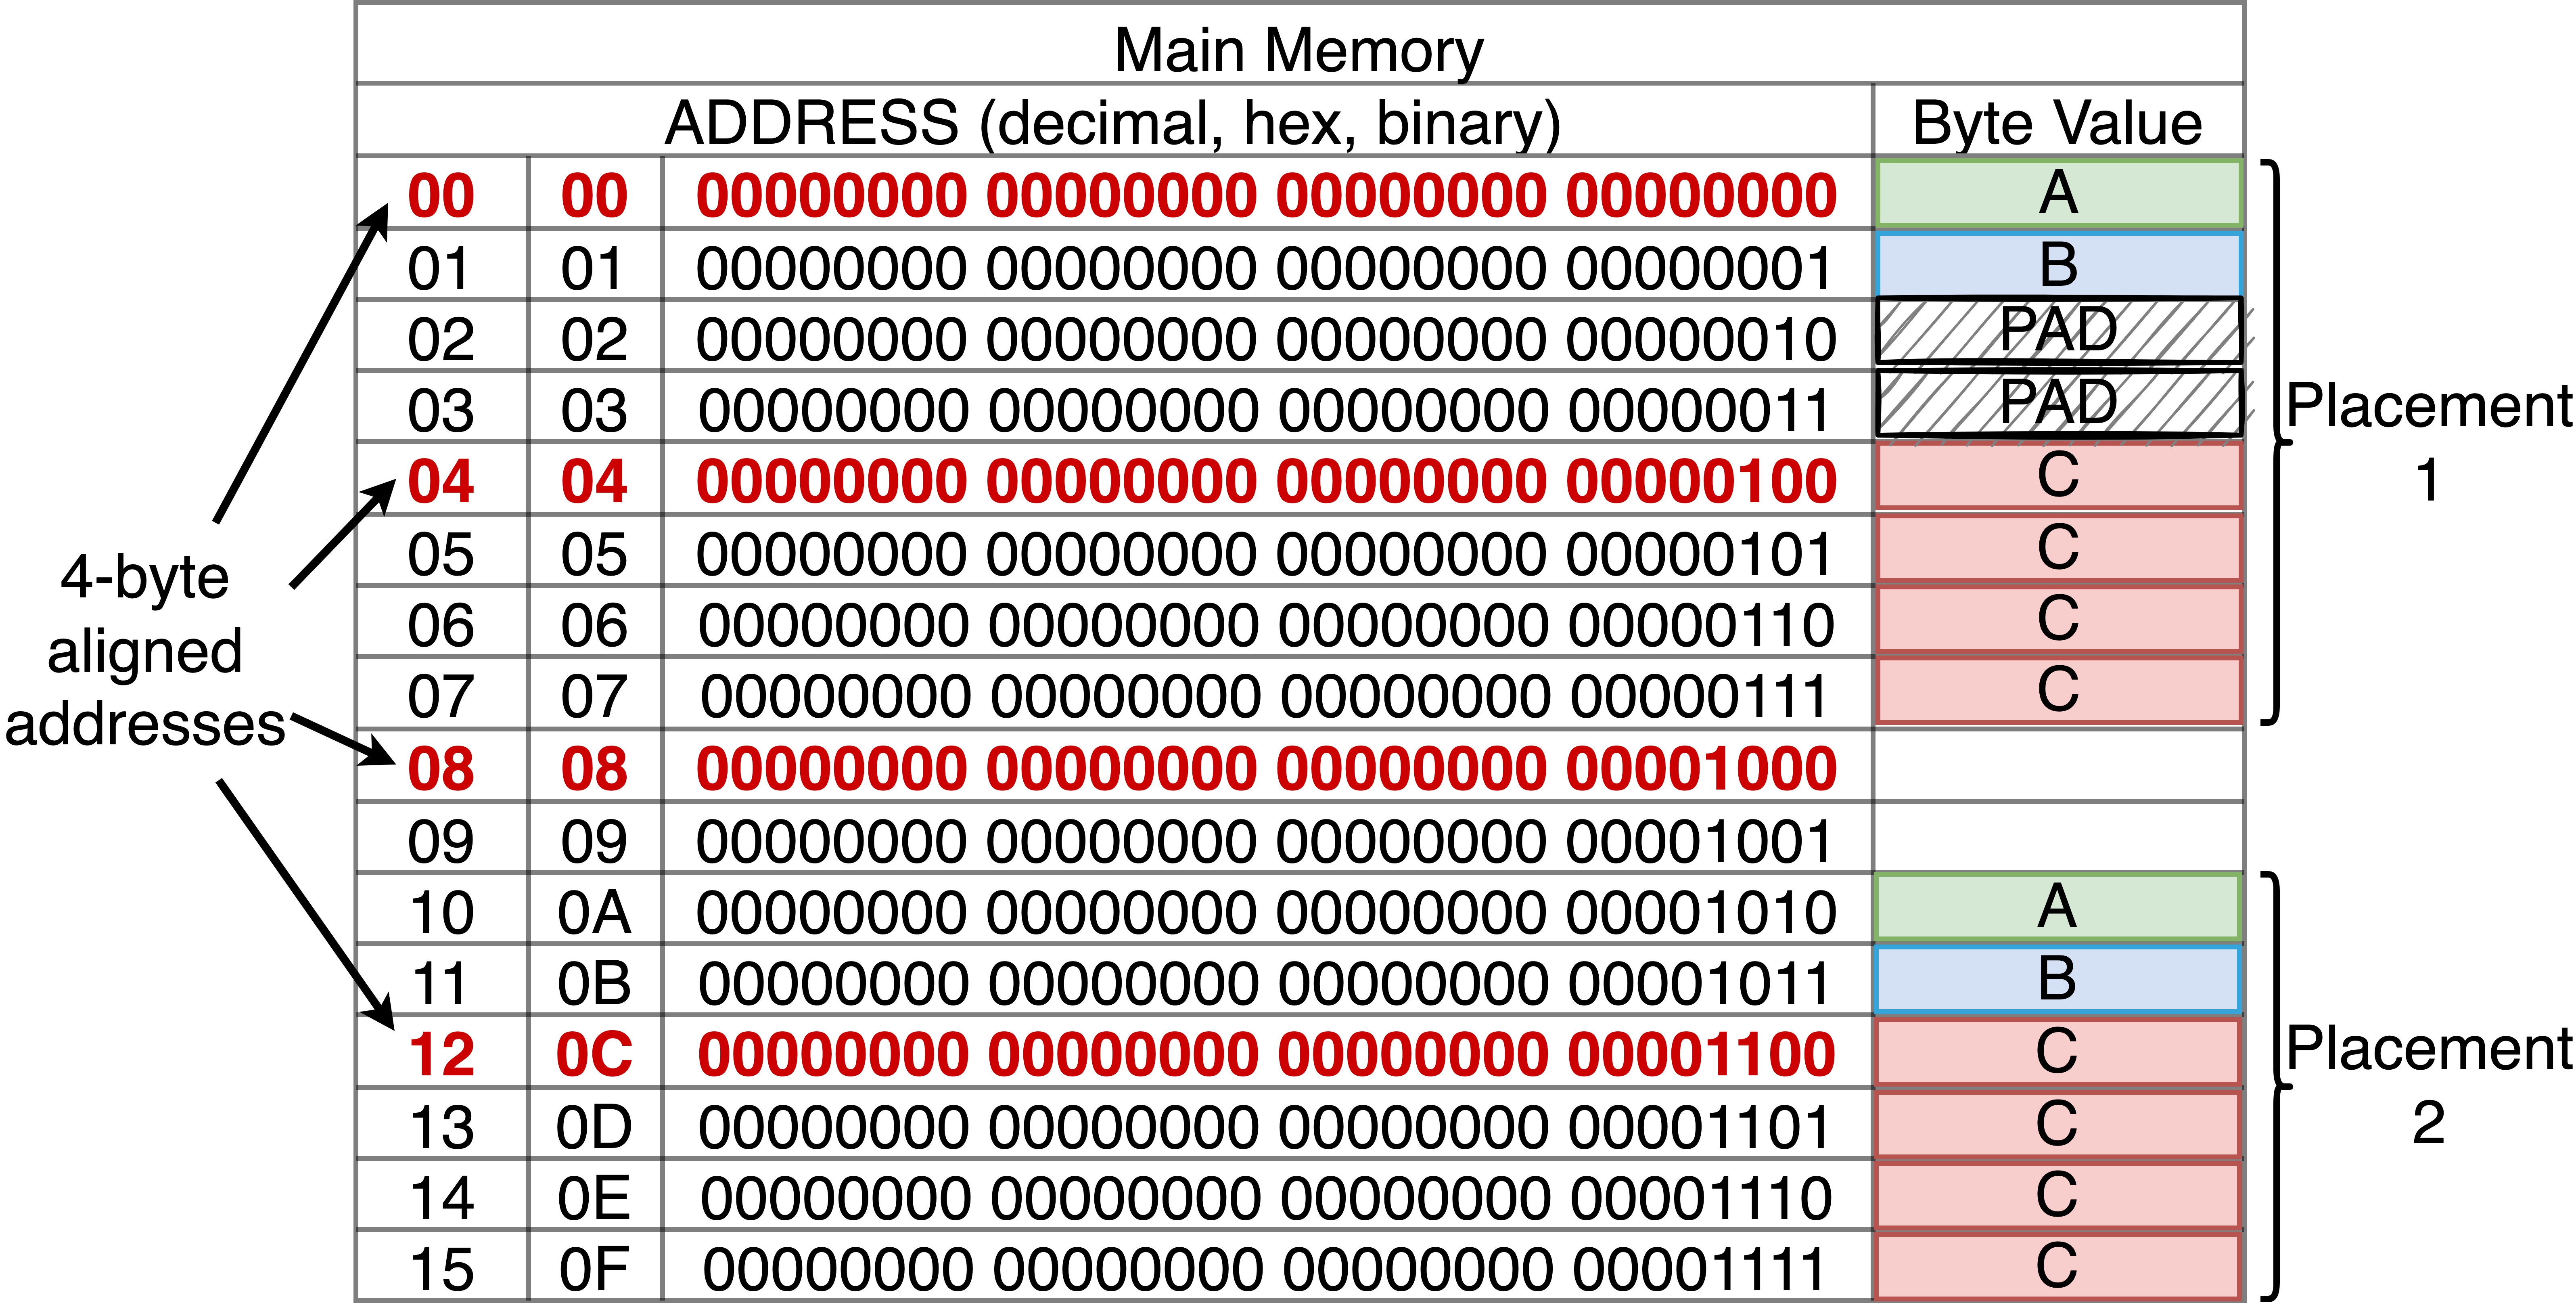 Main Memory
ADDRESS (decimal, hex, binary) Byte Value
00 00 00000000 00000000 00000000 00000000 A
01 01 00000000 00000000 00000000 00000001 B
02 02 00000000 00000000 00000000 00000010 PAD
03 03 00000000 00000000 00000000 00000011 PAD
04 04 00000000 00000000 00000000 00000100 C
05 05 00000000 00000000 00000000 00000101 C
06 06 00000000 00000000 00000000 00000110 C
07 07 00000000 00000000 00000000 00000111 C
08 08 00000000 00000000 00000000 00001000
09 09 00000000 00000000 00000000 00001001
10 0A 00000000 00000000 00000000 00001010 A
11 0B 00000000 00000000 00000000 00001011 B
12 0C 00000000 00000000 00000000 00001100 C
13 0D 00000000 00000000 00000000 00001101 C
14 0E 00000000 00000000 00000000 00001110 C
15 0F 00000000 00000000 00000000 00001111 C
4-byte
aligned
addresses
Placement
1
Placement
2